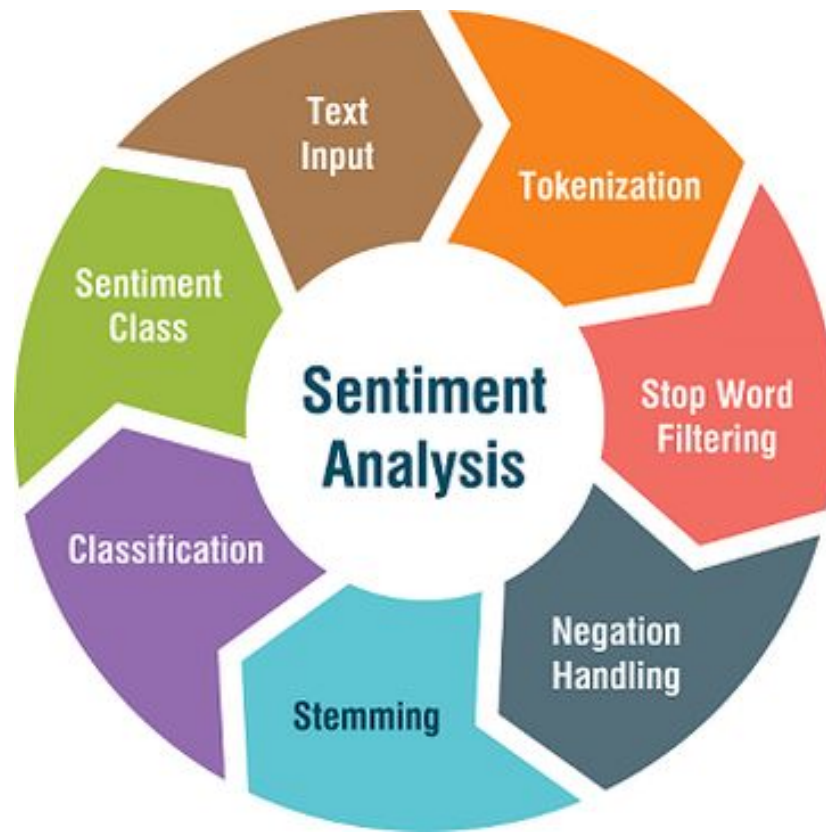 Text
Input
Tokenization
Stop Word
Filtering
Negation
Handling
Stemming
Classification
Sentiment
Class
Sentiment
Analysis